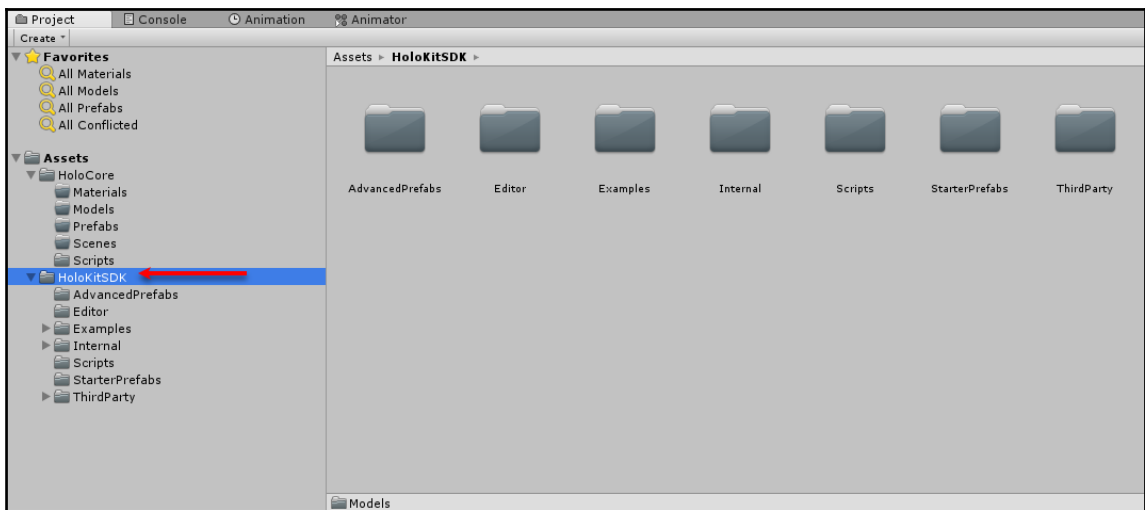 Project Console Animation Animator
Create
Favorites
All Materials
All Models
All Prefabs
All Conflicted
Assets
HoloCore
Materials
Models
Prefabs
Scenes
Scripts
HoloKitSDK
AdvancedPrefabs
Editor
Examples
Internal
Scripts
StarterPrefabs
ThirdParty
Assets HoloKitSDK
AdvancedPrefabs Editor Examples Internal Scripts StarterPrefabs ThirdParty
Models